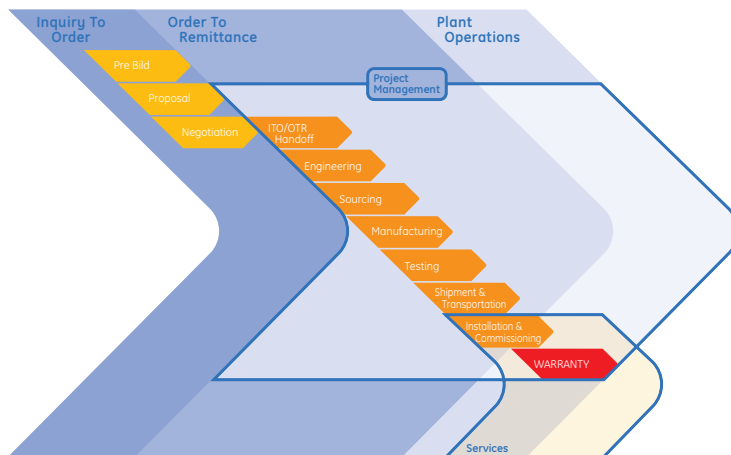 Inquiry To
Order
Order To
Remittance
Plant
Operations
Pre Bild
Project
Management
Proposal
Negotiation
ITO/OTR
Handoff
Engineering
Sourcing
Manufacturing
Testing
Shipment &
Transportation
Installation &
Commissioning
WARRANTY
Services